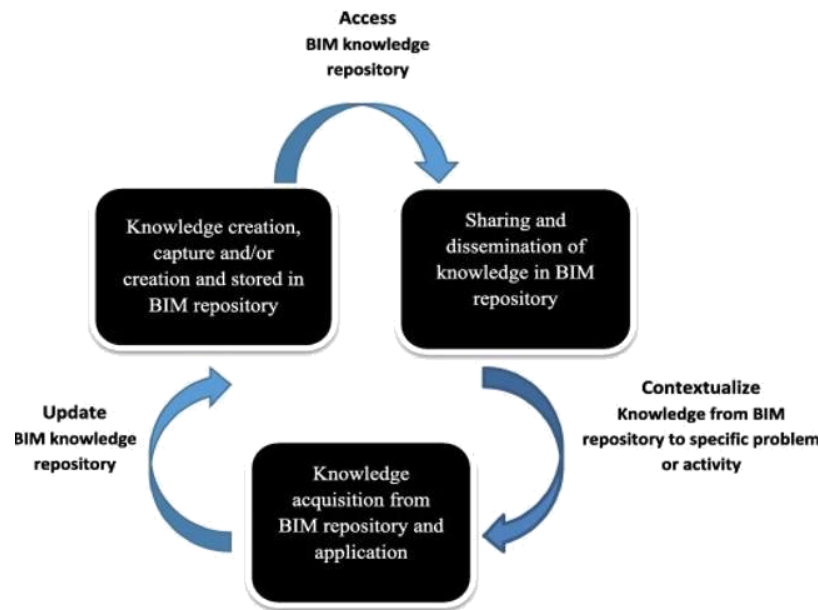 Access
BIM knowledge
repository
Knowledge creation,
capture and/or
creation and stored in
BIM repository
Sharing and
dissemination of
knowledge in BIM
repository
Update
BIM knowledge
repository
Contextualize
Knowledge from BIM
repository to specific problem
or activity
Knowledge
acquisition from
BIM repository and
application